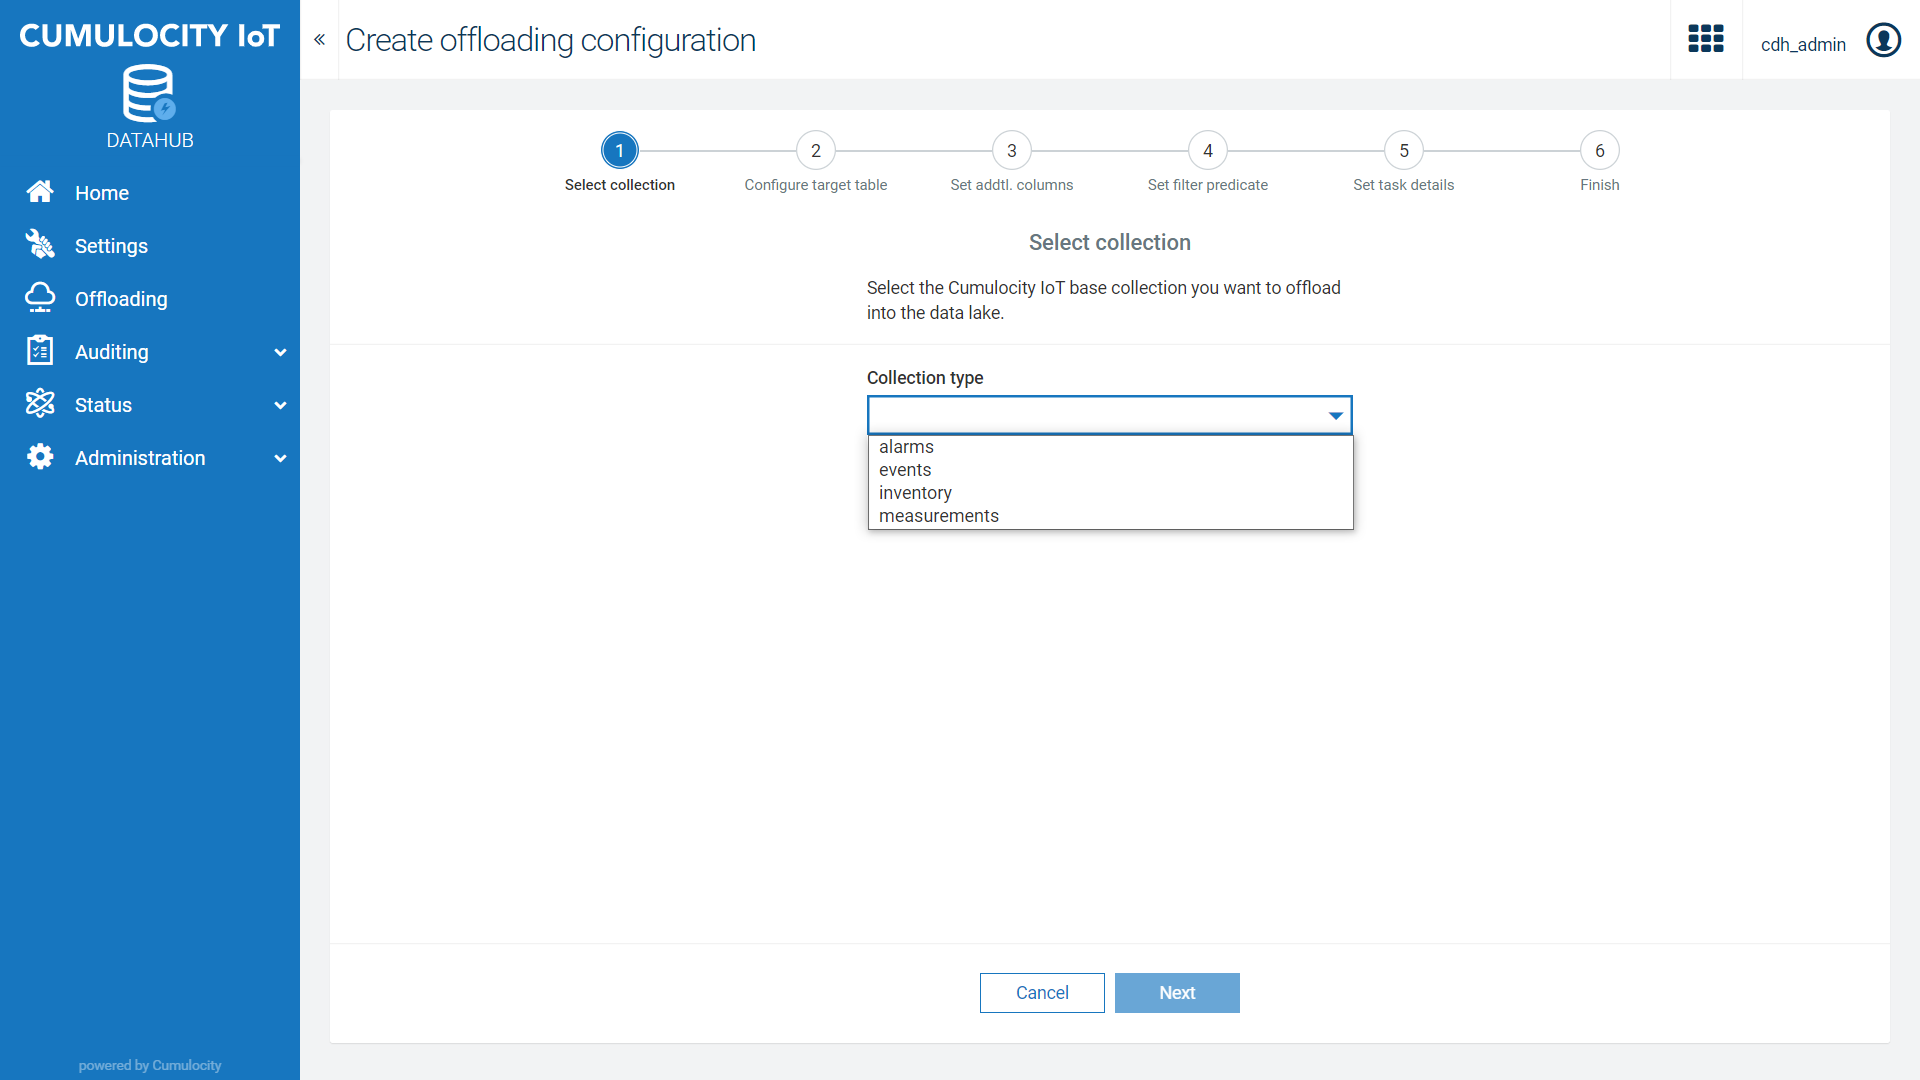 CUMULOCITY IoT
DATAHUB
Home
Settings
Offloading
Auditing
Status
Administration
powered by Cumulocity
«
Create offloading configuration
cdh_admin
1
2
3
4
5
6
Select collection
Configure target table
Set addtl. columns
Set filter predicate
Set task details
Finish
Select collection
Select the Cumulocity IoT base collection you want to offload
into the data lake.
Collection type
alarms
events
inventory
measurements
Cancel
Next